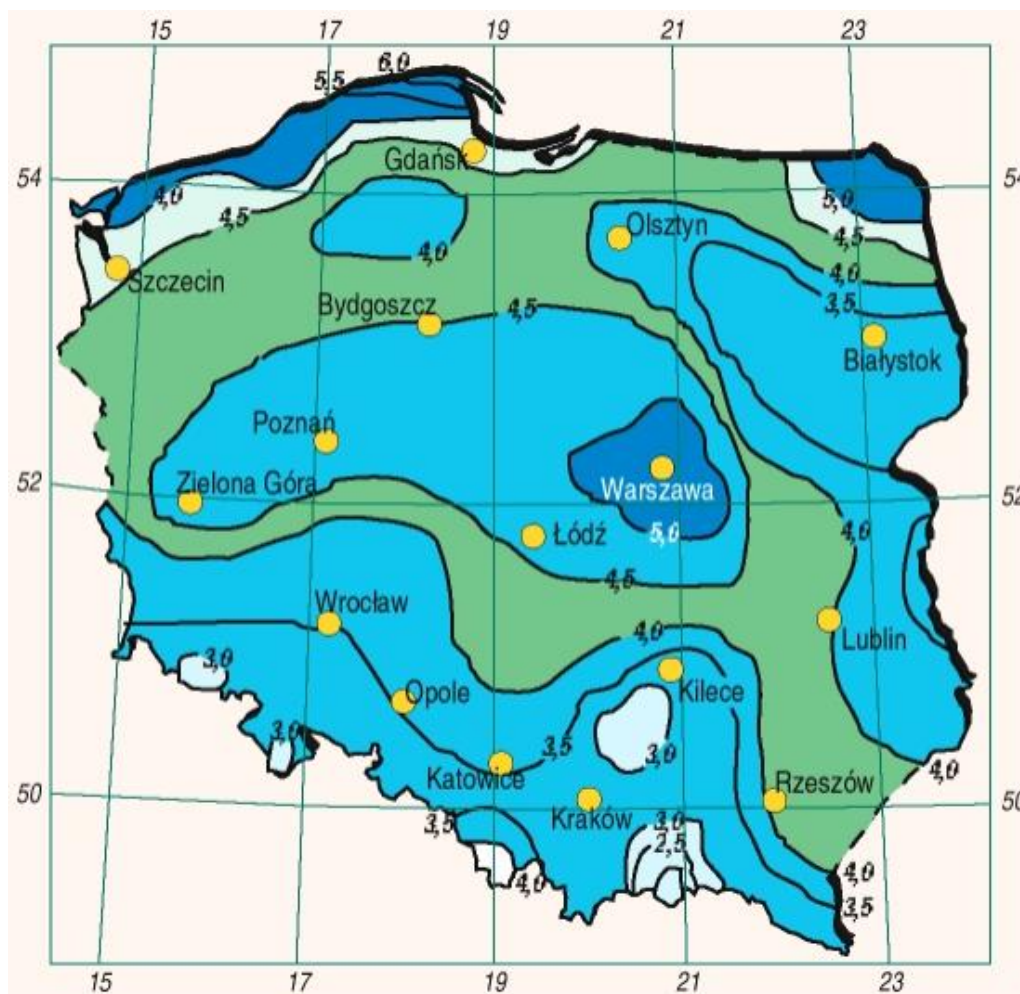 15 17 19 21 23
6,0
5,5
Gdańsk
54 54
4,0
5,0
4,5
Olsztyn
4,5
4,0
4,0
Szczecin
3,5
Bydgoszcz
4,5
Białystok
Poznań
Zielona Góra
52
Warszawa
52
5,0
Łódź
4,0
4,5
Wrocław
4,0
Lublin
3,0
Opole
Kilece
3,0
3,5
3,0
Katowice
Rzeszów
4,0
50 50
Kraków
3,5
3,0
2,5
4,0
4,0
3,5
15 17 19 21 23